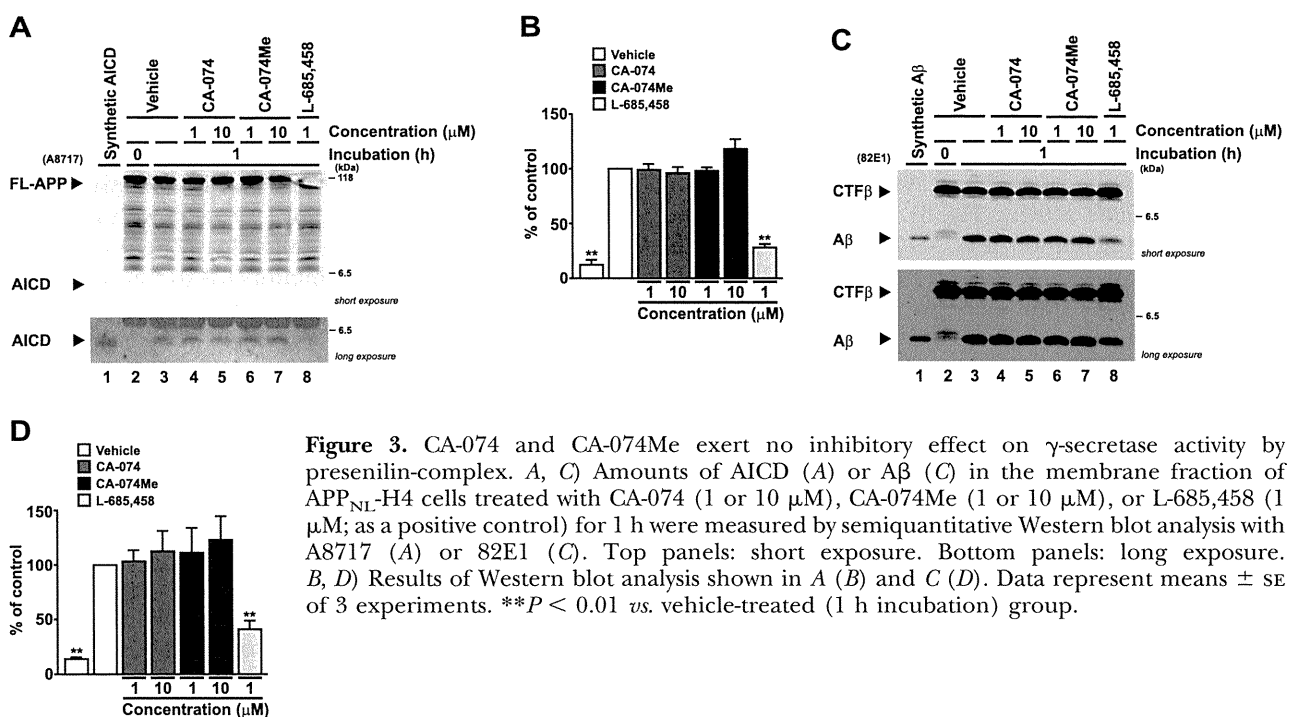 A
Synthetic AICD
Vehicle
CA-074
CA-074Me
L-685,458
1 10 1 10 1 Concentration (μM)
(A8717) 0 1 Incubation (h)
(kDa)
FL-APP
118
6.5
AICD
short exposure
6.5
AICD
long exposure
1 2 3 4 5 6 7 8
B
Vehicle
CA-074
CA-074Me
L-685,458
% of control
150
100
50
0
**
**
1 10 1 10 1
Concentration (μM)
C
Synthetic Aβ
Vehicle
CA-074
CA-074Me
L-685,458
1 10 1 10 1 Concentration (μM)
(82E1) 0 1 Incubation (h)
(kDa)
CTFβ
6.5
Aβ
short exposure
CTFβ
6.5
Aβ
long exposure
1 2 3 4 5 6 7 8
D
Vehicle
CA-074
CA-074Me
L-685,458
% of control
150
100
50
0
**
**
1 10 1 10 1
Concentration (μM)
Figure 3. CA-074 and CA-074Me exert no inhibitory effect on γ-secretase activity by
presenilin-complex. A, C) Amounts of AICD (A) or Aβ (C) in the membrane fraction of
APPNL-H4 cells treated with CA-074 (1 or 10 μM), CA-074Me (1 or 10 μM), or L-685,458 (1
μM; as a positive control) for 1 h were measured by semiquantitative Western blot analysis with
A8717 (A) or 82E1 (C). Top panels: short exposure. Bottom panels: long exposure.
B, D) Results of Western blot analysis shown in A (B) and C (D). Data represent means ± SE
of 3 experiments. **P < 0.01 vs. vehicle-treated (1 h incubation) group.